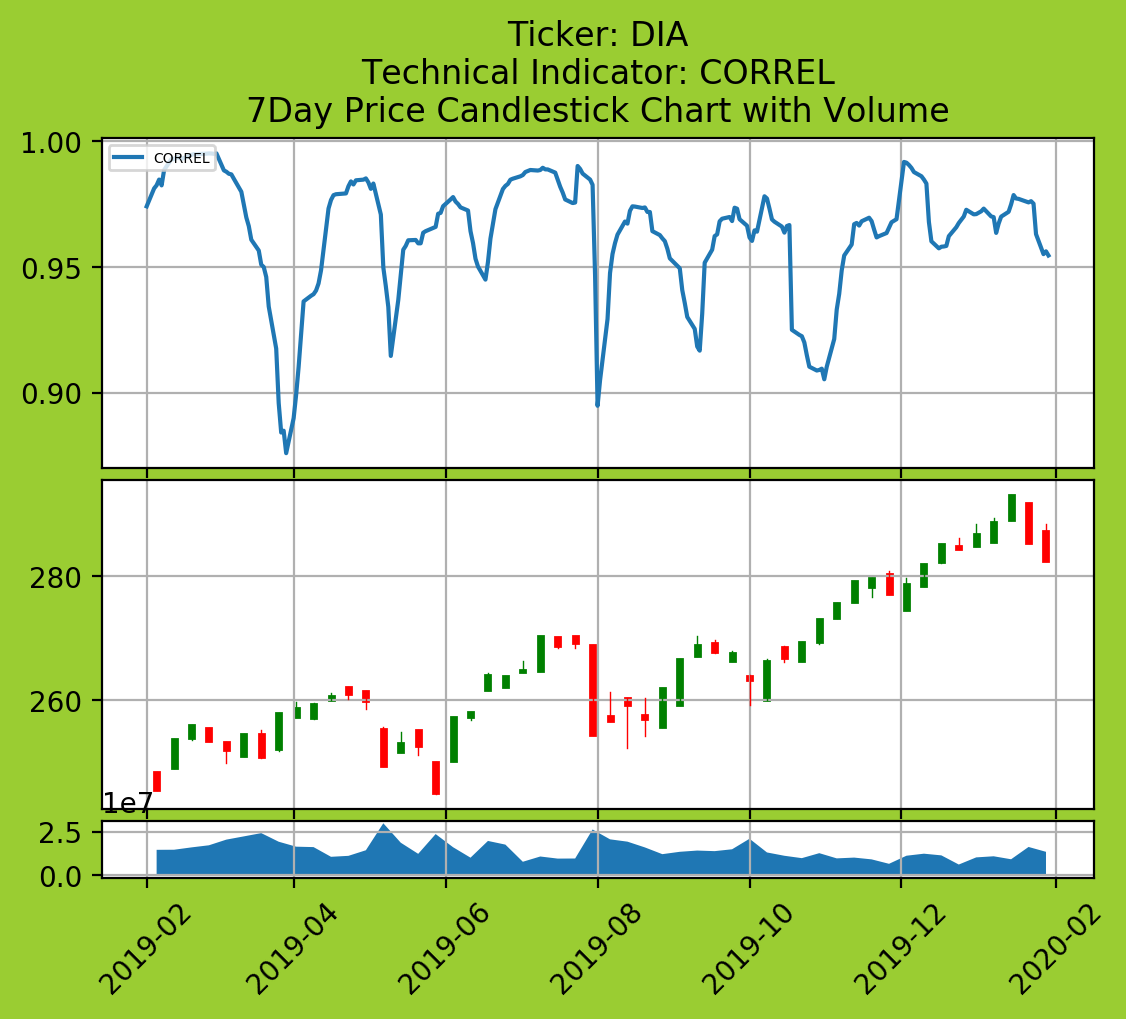 Ticker: DIA
Technical Indicator: CORREL
7Day Price Candlestick Chart with Volume
CORREL
1.00
0.95
0.90
280
260
1e7
2.5
0.0
2019-02
2019-04
2019-06
2019-08
2019-10
2019-12
2020-02